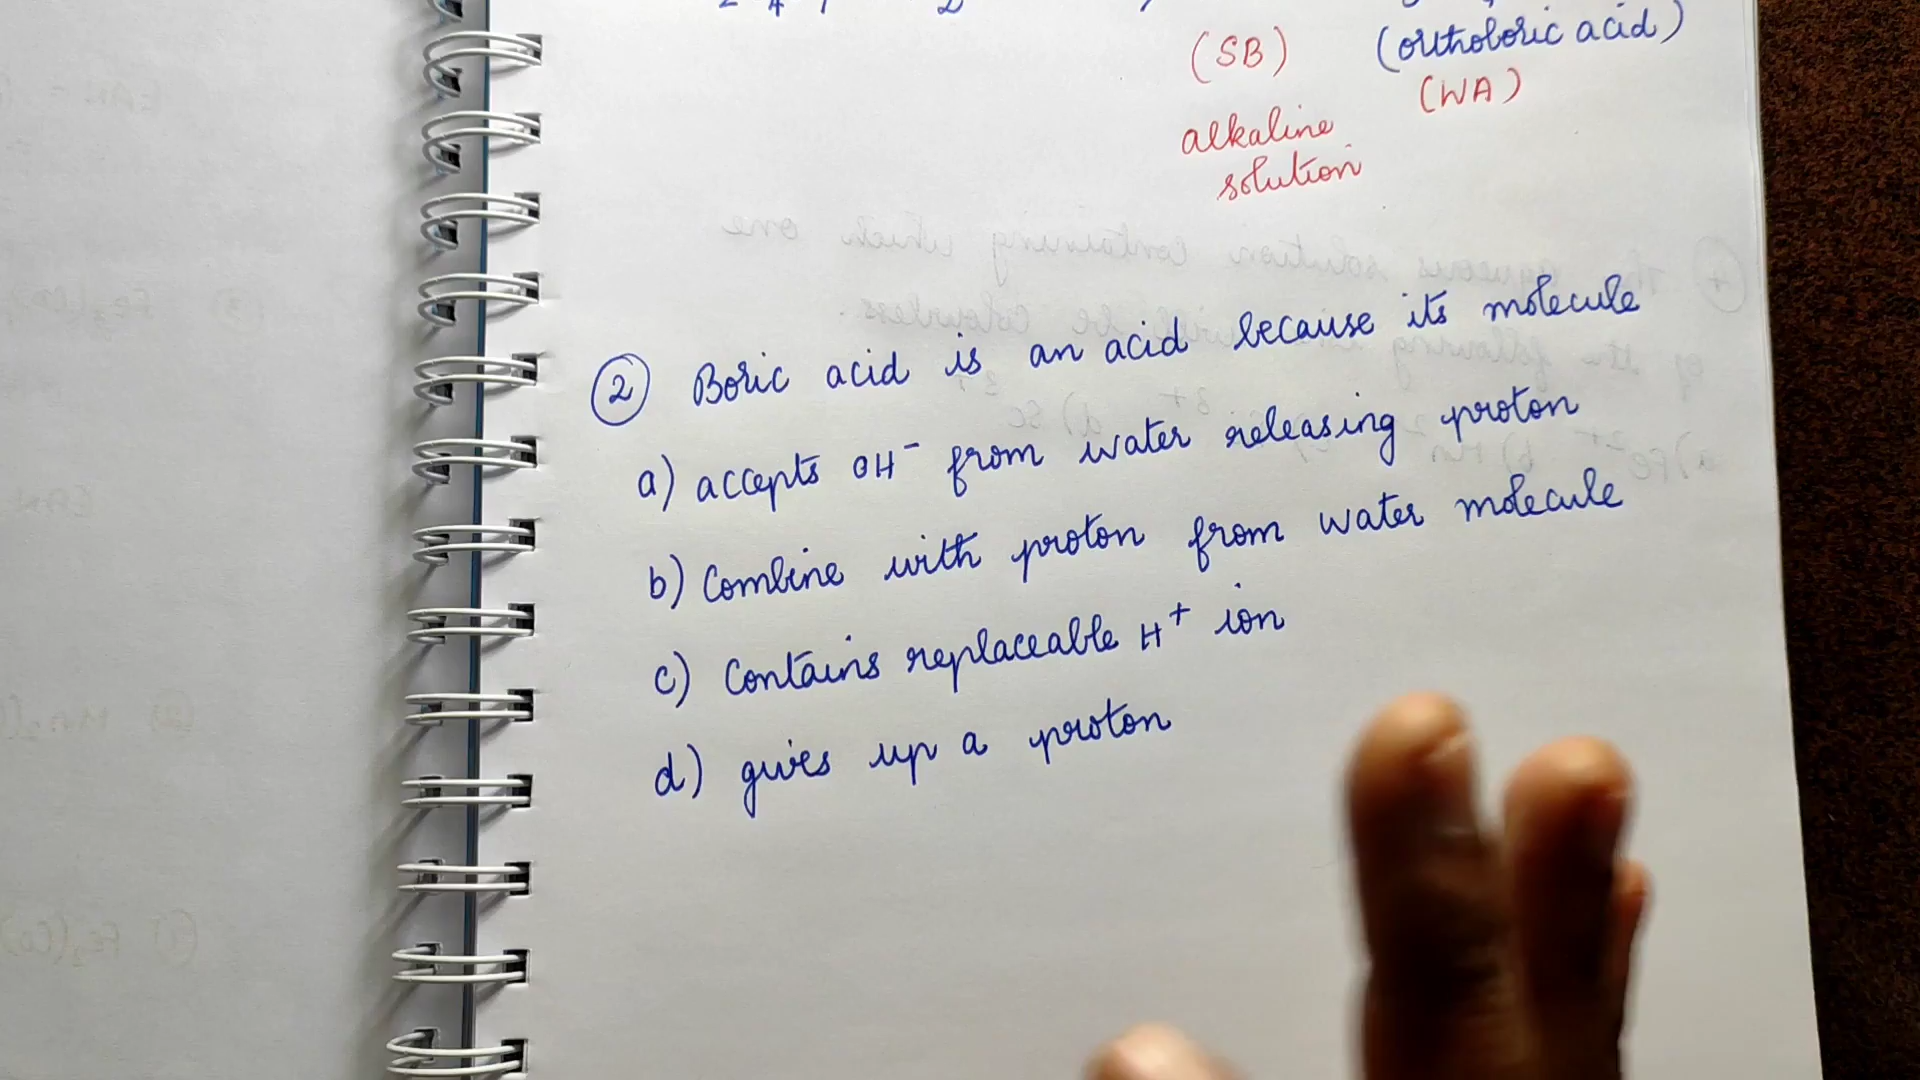 (SB) (orthoboric acid)
(WA)
alkaline
solution
② Boric acid is an acid because its molecule
a) accepts OH⁻ from water releasing proton
b) Combine with proton from water molecule
c) Contains replaceable H⁺ ion
d) gives up a proton